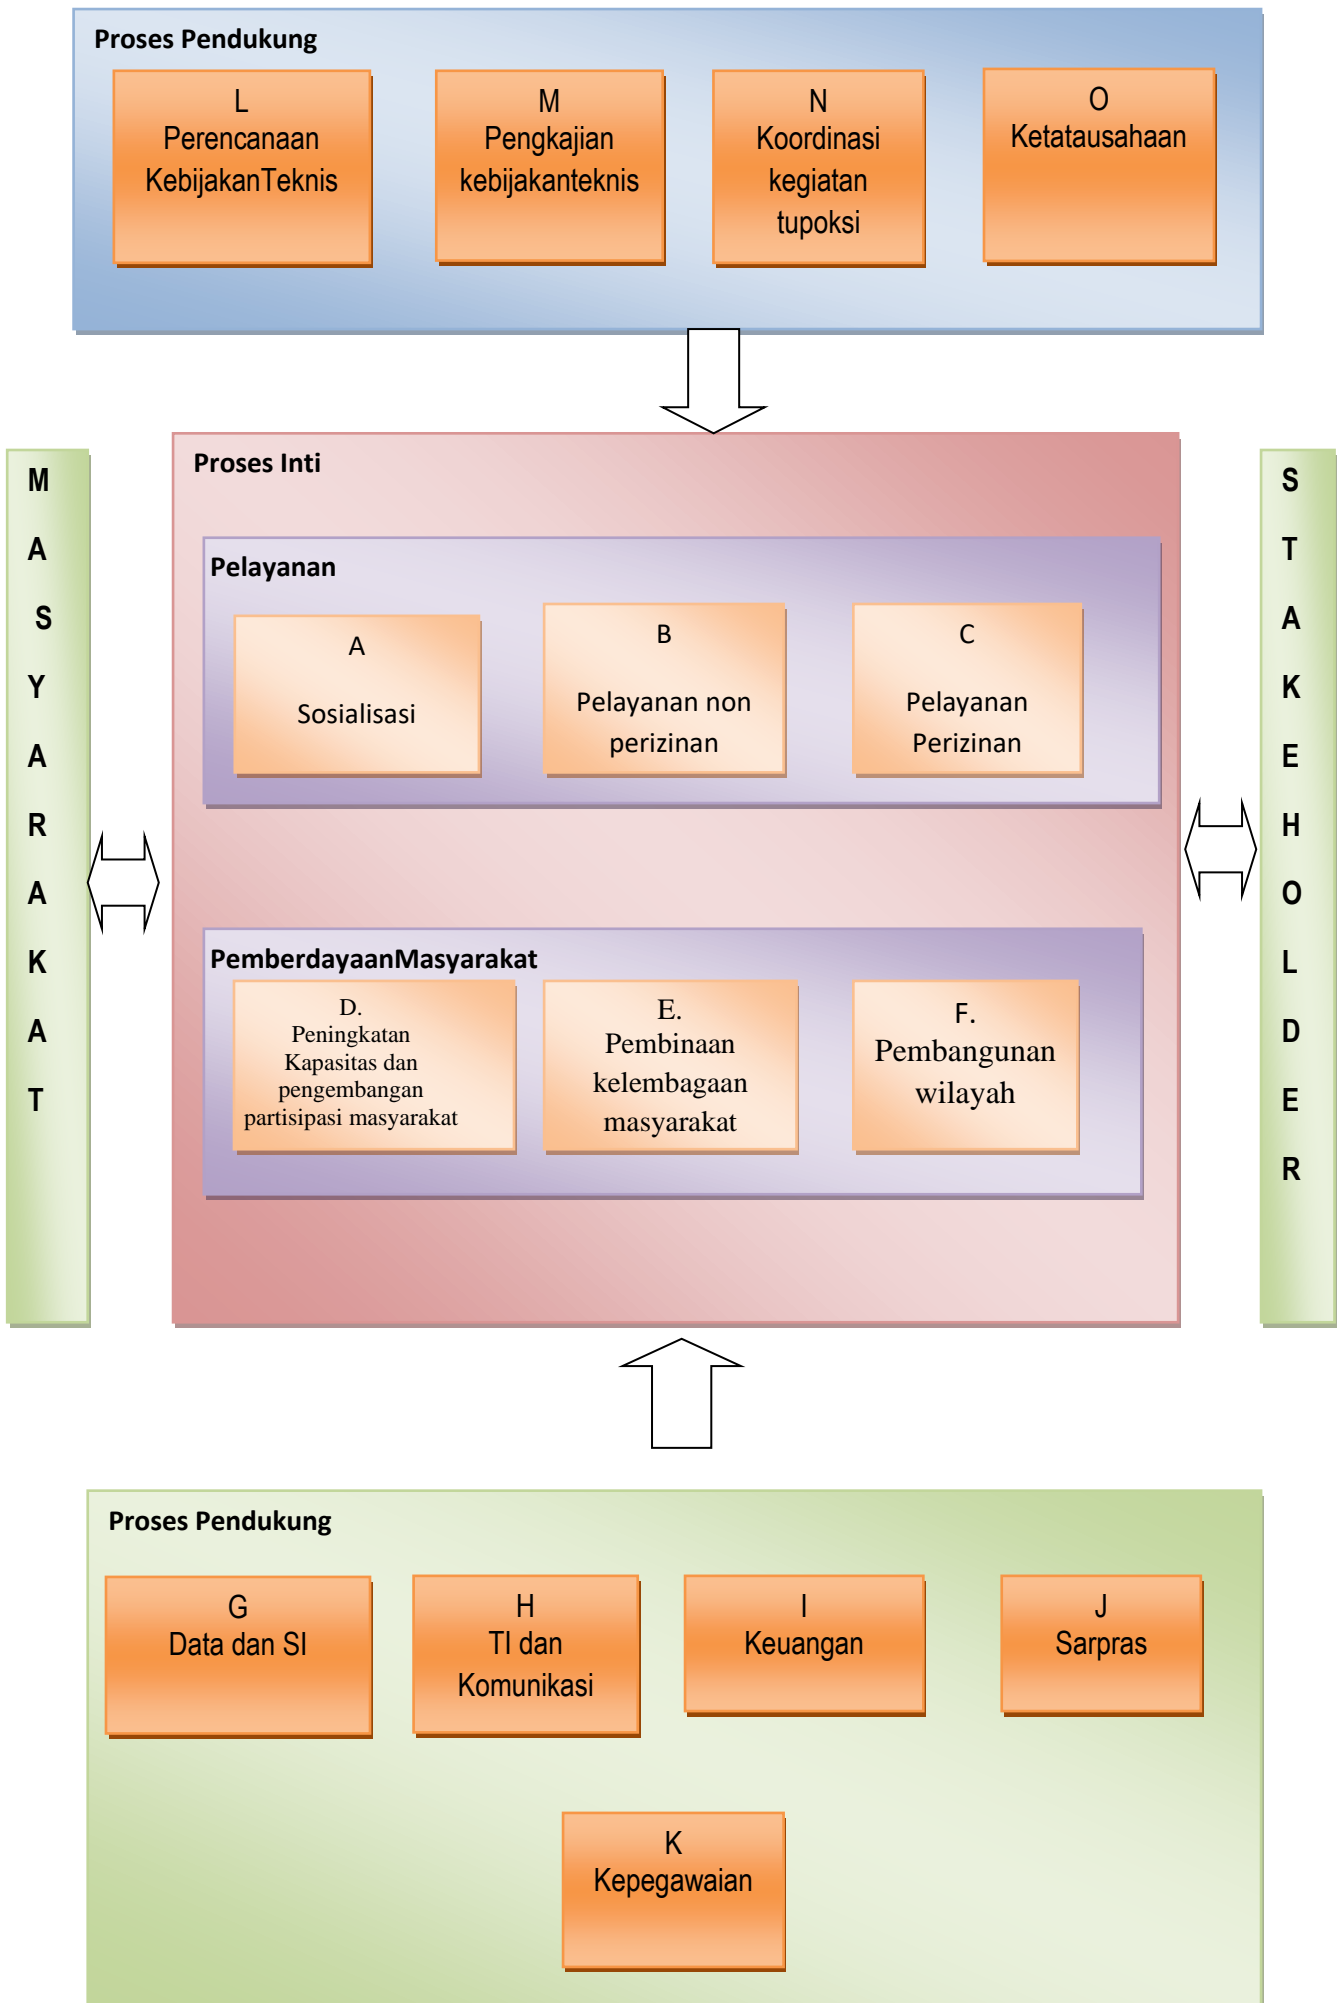 Proses Pendukung
L
Perencanaan
KebijakanTeknis
M
Pengkajian
kebijakanteknis
N
Koordinasi
kegiatan
tupoksi
O
Ketatausahaan
M
A
S
Y
A
R
A
K
A
T
Proses Inti
Pelayanan
A
Sosialisasi
B
Pelayanan non
perizinan
C
Pelayanan
Perizinan
PemberdayaanMasyarakat
D.
Peningkatan
Kapasitas dan
pengembangan
partisipasi masyarakat
E.
Pembinaan
kelembagaan
masyarakat
F.
Pembangunan
wilayah
S
T
A
K
E
H
O
L
D
E
R
Proses Pendukung
G
Data dan SI
H
TI dan
Komunikasi
I
Keuangan
J
Sarpras
K
Kepegawaian